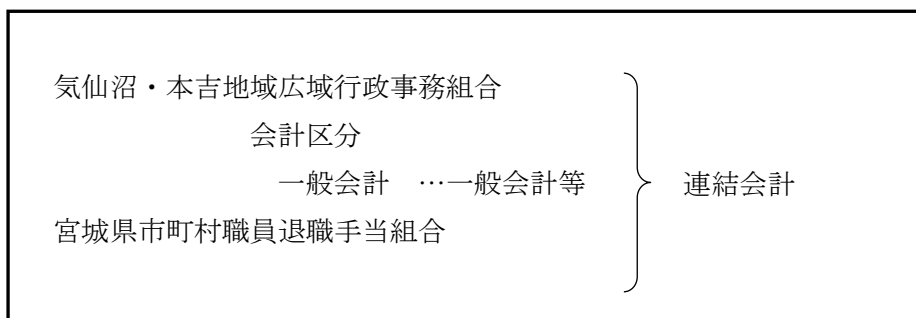 気仙沼・本吉地域広域行政事務組合
会計区分
一般会計 …一般会計等
連結会計
宮城県市町村職員退職手当組合